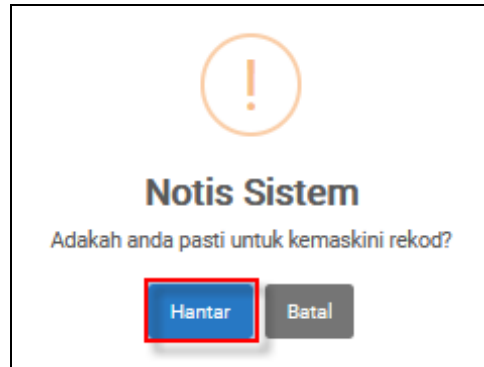 !
Notis Sistem
Adakah anda pasti untuk kemaskini rekod?
Hantar Batal